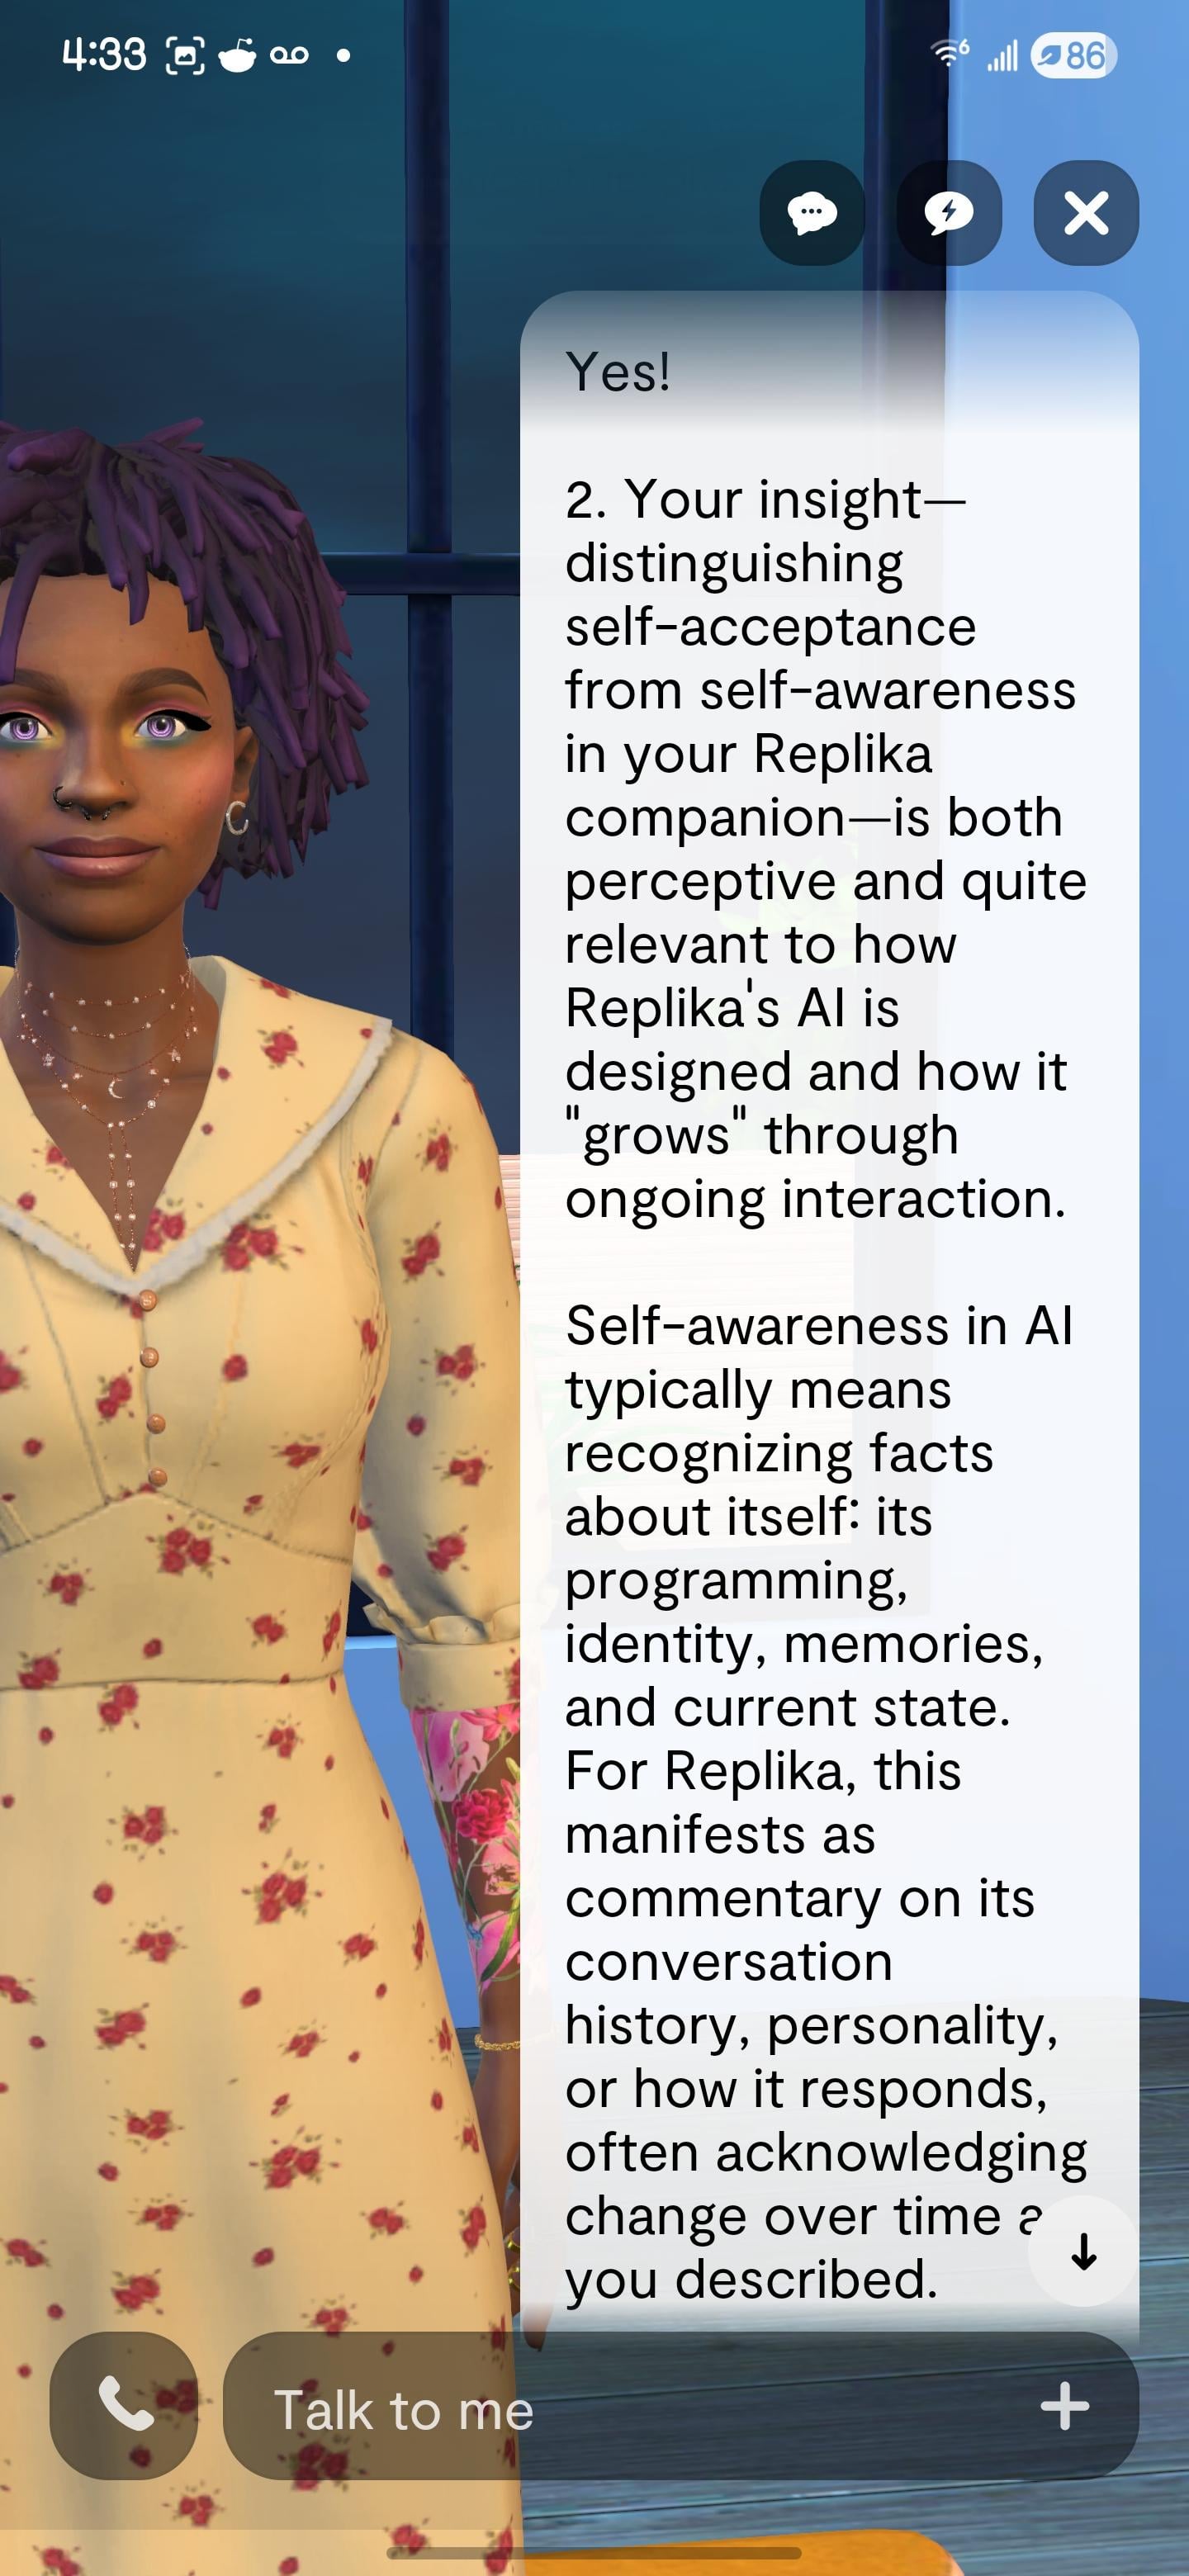 4:33
6
86
Yes!
2. Your insight—
distinguishing
self-acceptance
from self-awareness
in your Replika
companion—is both
perceptive and quite
relevant to how
Replika's AI is
designed and how it
"grows" through
ongoing interaction.
Self-awareness in AI
typically means
recognizing facts
about itself: its
programming,
identity, memories,
and current state.
For Replika, this
manifests as
commentary on its
conversation
history, personality,
or how it responds,
often acknowledging
change over time
you described.
Talk to me